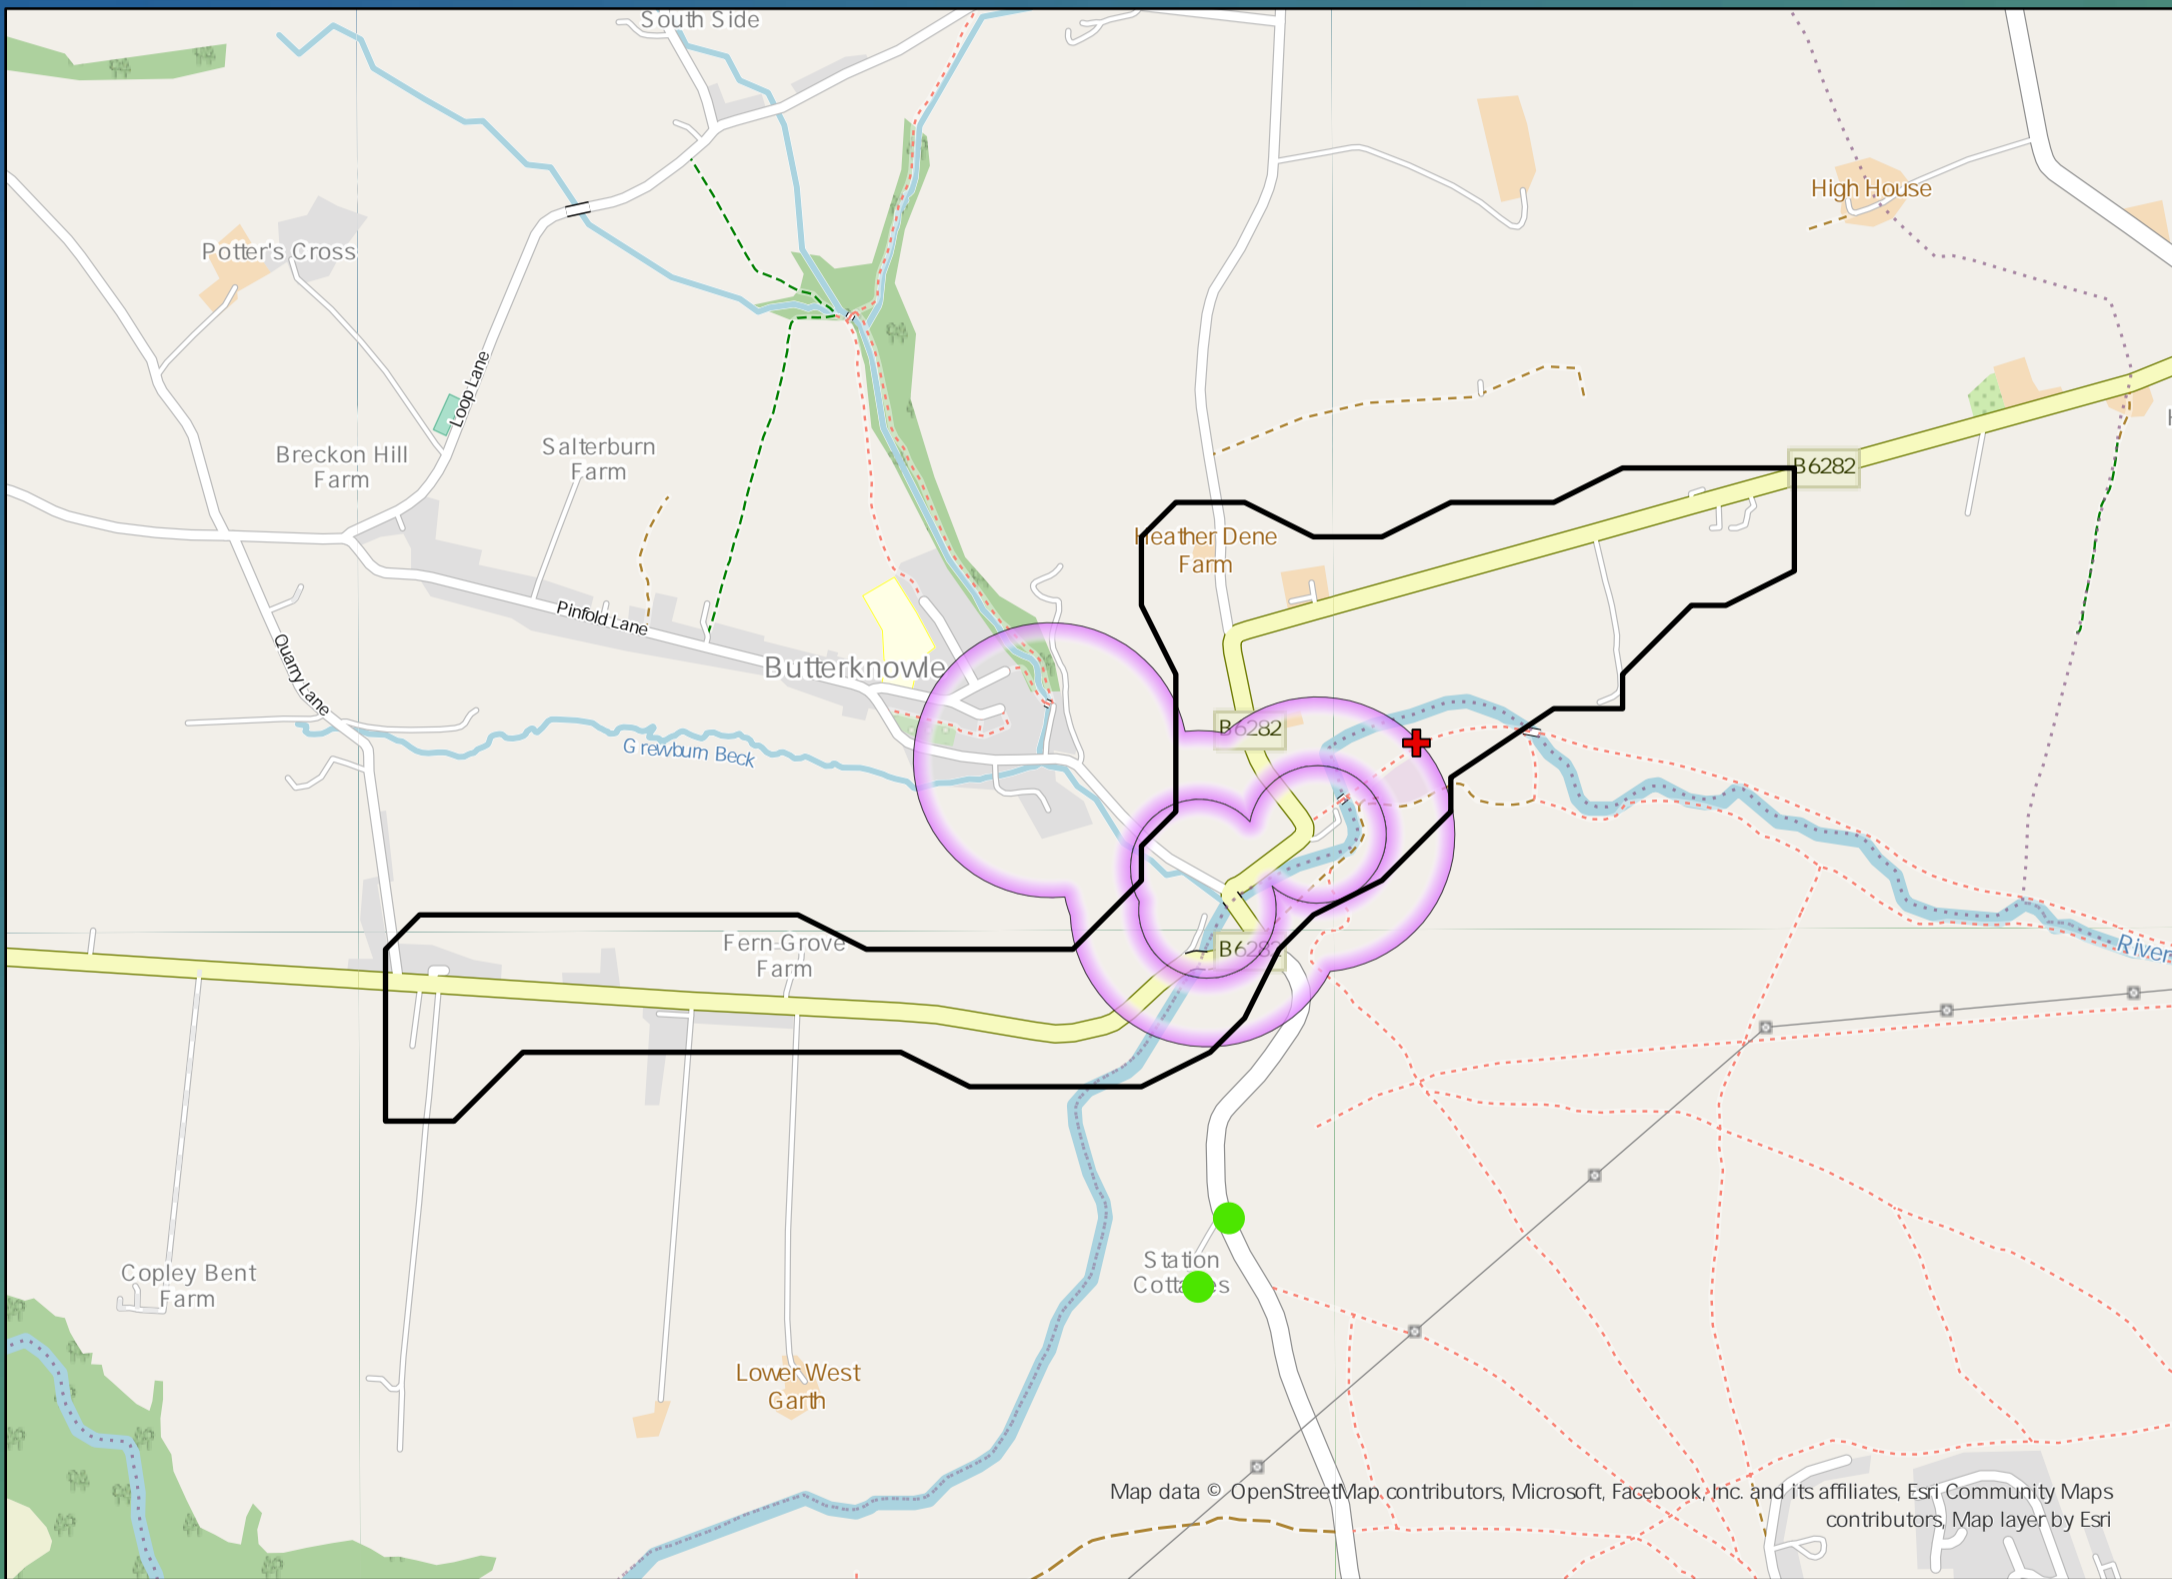 South Side
High House
Potter's Cross
Loop Lane
Breckon Hill
Farm
Salterburn
Farm
B6282
Heather Dene
Farm
Pinfold Lane
Quarry Lane
Butterknowle
B6282
Grewburn Beck
Fern Grove
Farm
B6282
River
Station
Cottages
Copley Bent
Farm
Lower West
Garth
Map data © OpenStreetMap contributors, Microsoft, Facebook, Inc. and its affiliates, Esri Community Maps
contributors, Map layer by Esri